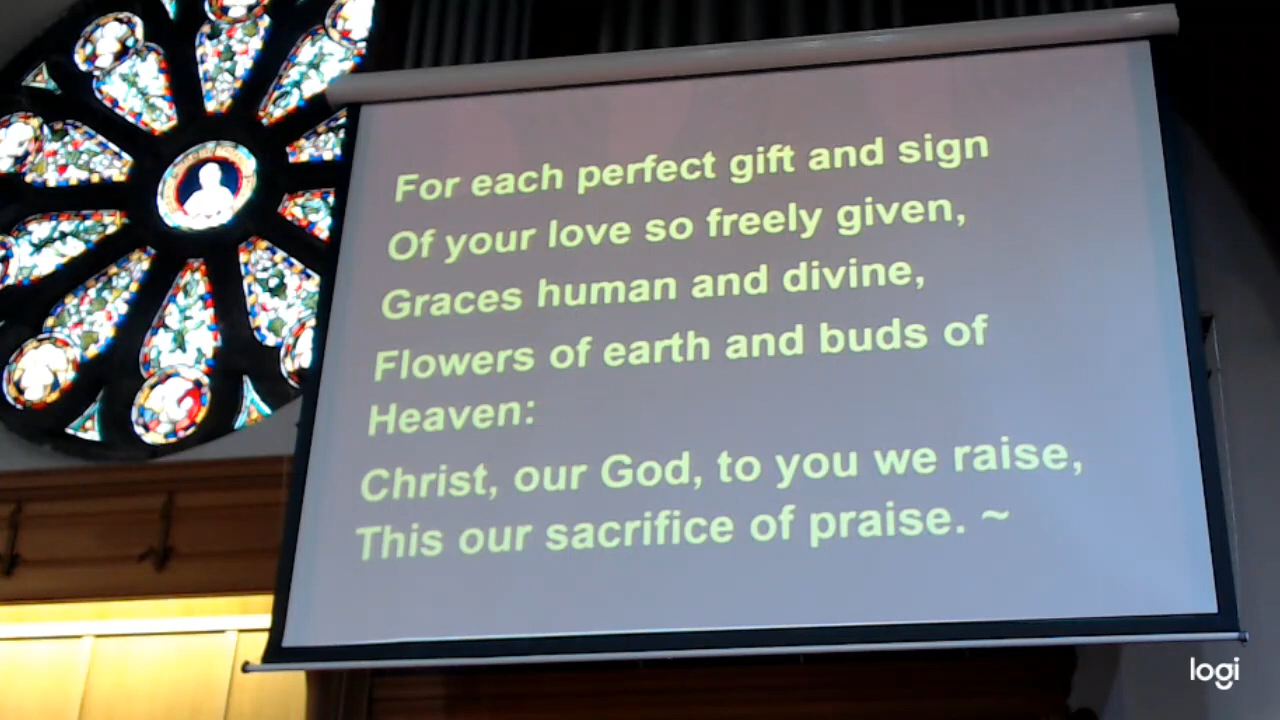 For each perfect gift and sign
Of your love so freely given,
Graces human and divine,
Flowers of earth and buds of
Heaven:
Christ, our God, to you we raise,
This our sacrifice of praise. ~
logi